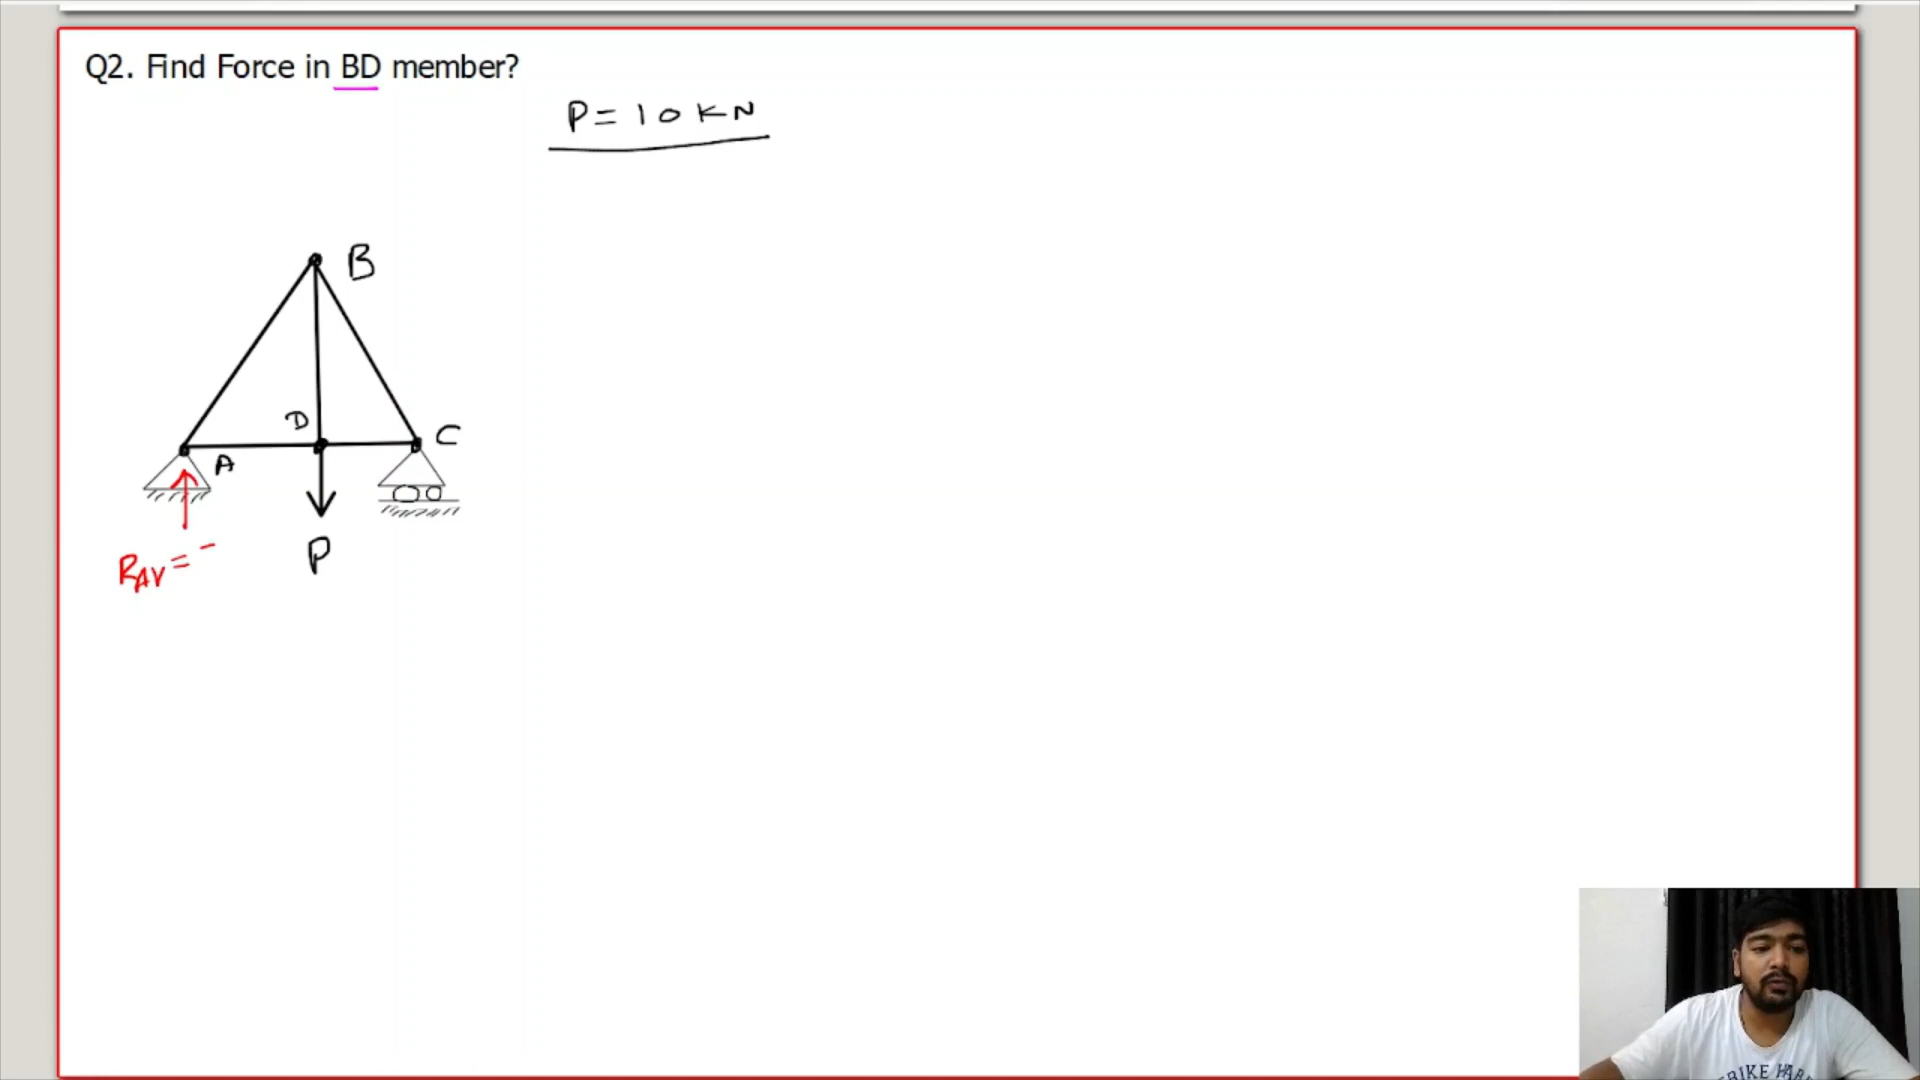 Q2. Find Force in BD member?
P = 10 KN
B
D
C
A
P
RAV = -